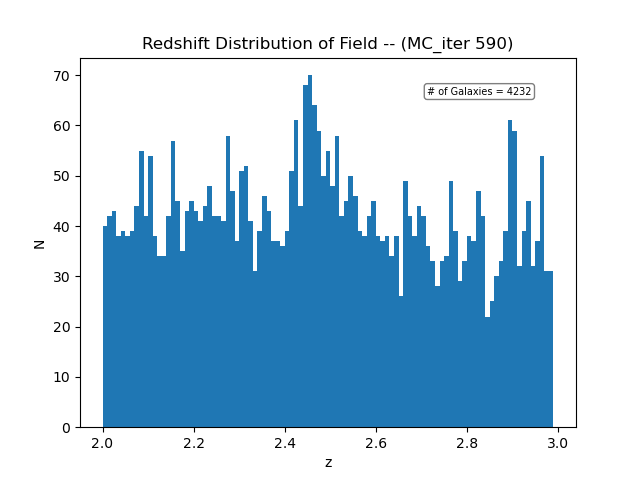 Redshift Distribution of Field -- (MC_iter 590)
# of Galaxies = 4232
70
60
50
40
30
20
10
0
N
2.0 2.2 2.4 2.6 2.8 3.0
z